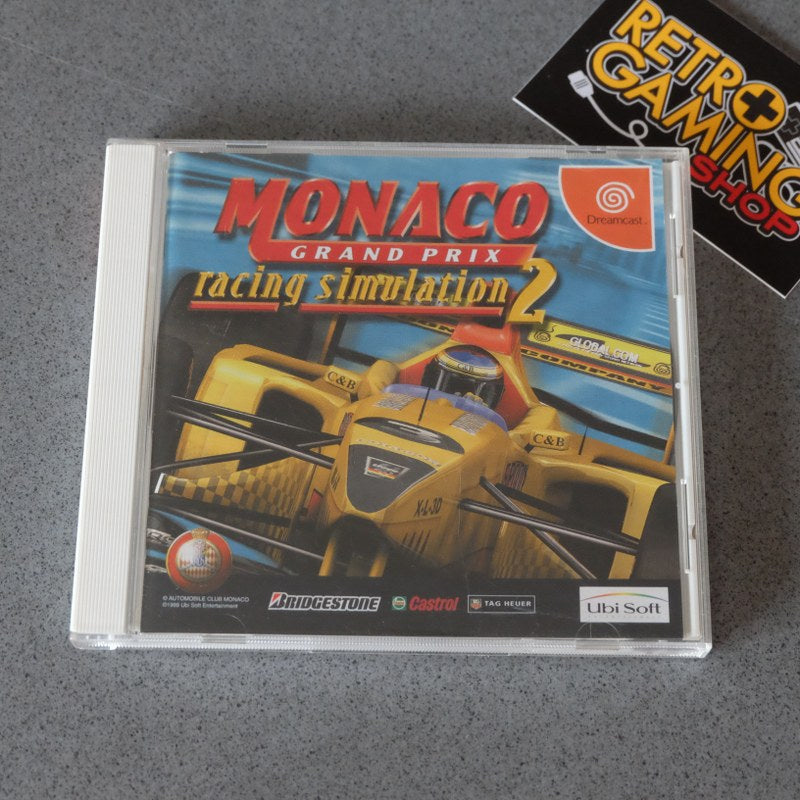 RETRO
GAMING
SHOP
MONACO
GRAND PRIX
racing simulation 2
Dreamcast
GLOBAL.COM
COMPANY
C&B
C&B
X-L-30
© AUTOMOBILE CLUB MONACO
©1999 Ubi Soft Entertainment
BRIDGESTONE
Castrol
TAG HEUER
Ubi Soft